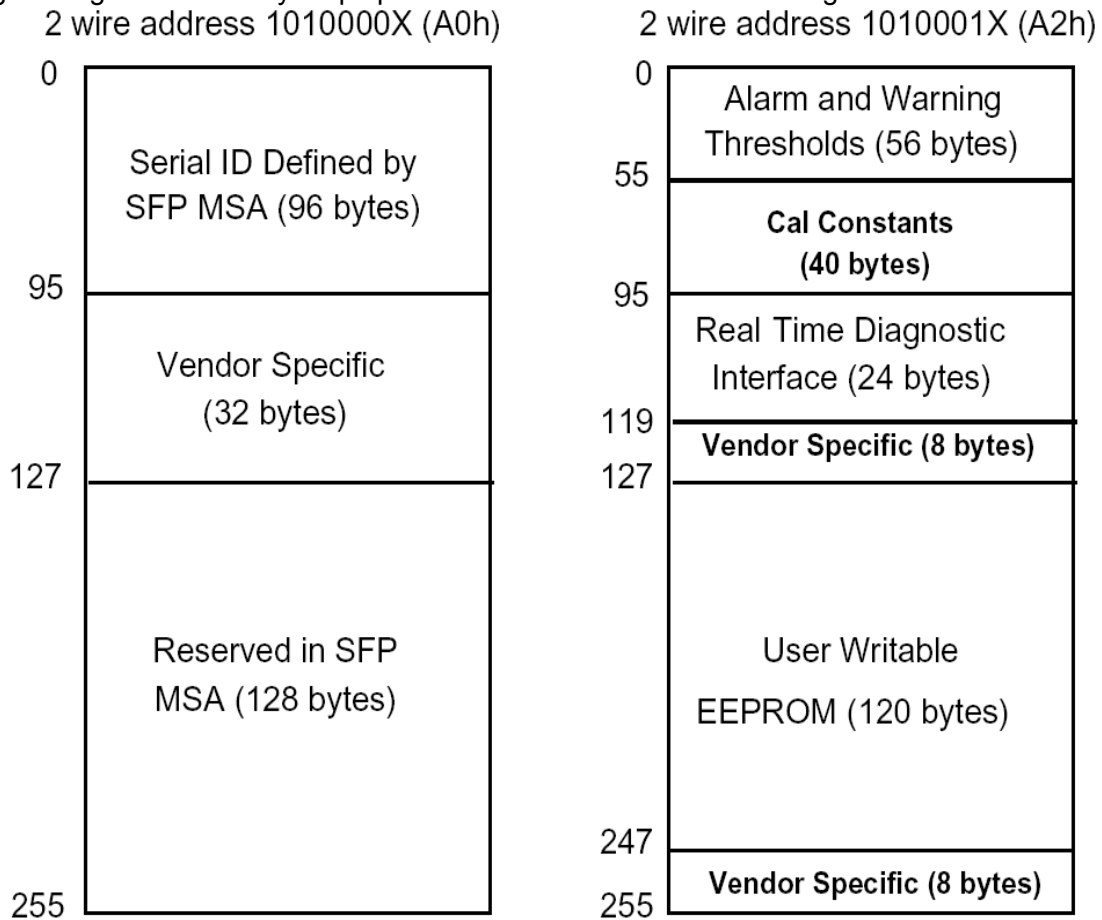 2 wire address 1010000X (A0h)
0
Serial ID Defined by
SFP MSA (96 bytes)
95
Vendor Specific
(32 bytes)
127
Reserved in SFP
MSA (128 bytes)
255
2 wire address 1010001X (A2h)
0
Alarm and Warning
Thresholds (56 bytes)
55
Cal Constants
(40 bytes)
95
Real Time Diagnostic
Interface (24 bytes)
119
Vendor Specific (8 bytes)
127
User Writable
EEPROM (120 bytes)
247
Vendor Specific (8 bytes)
255